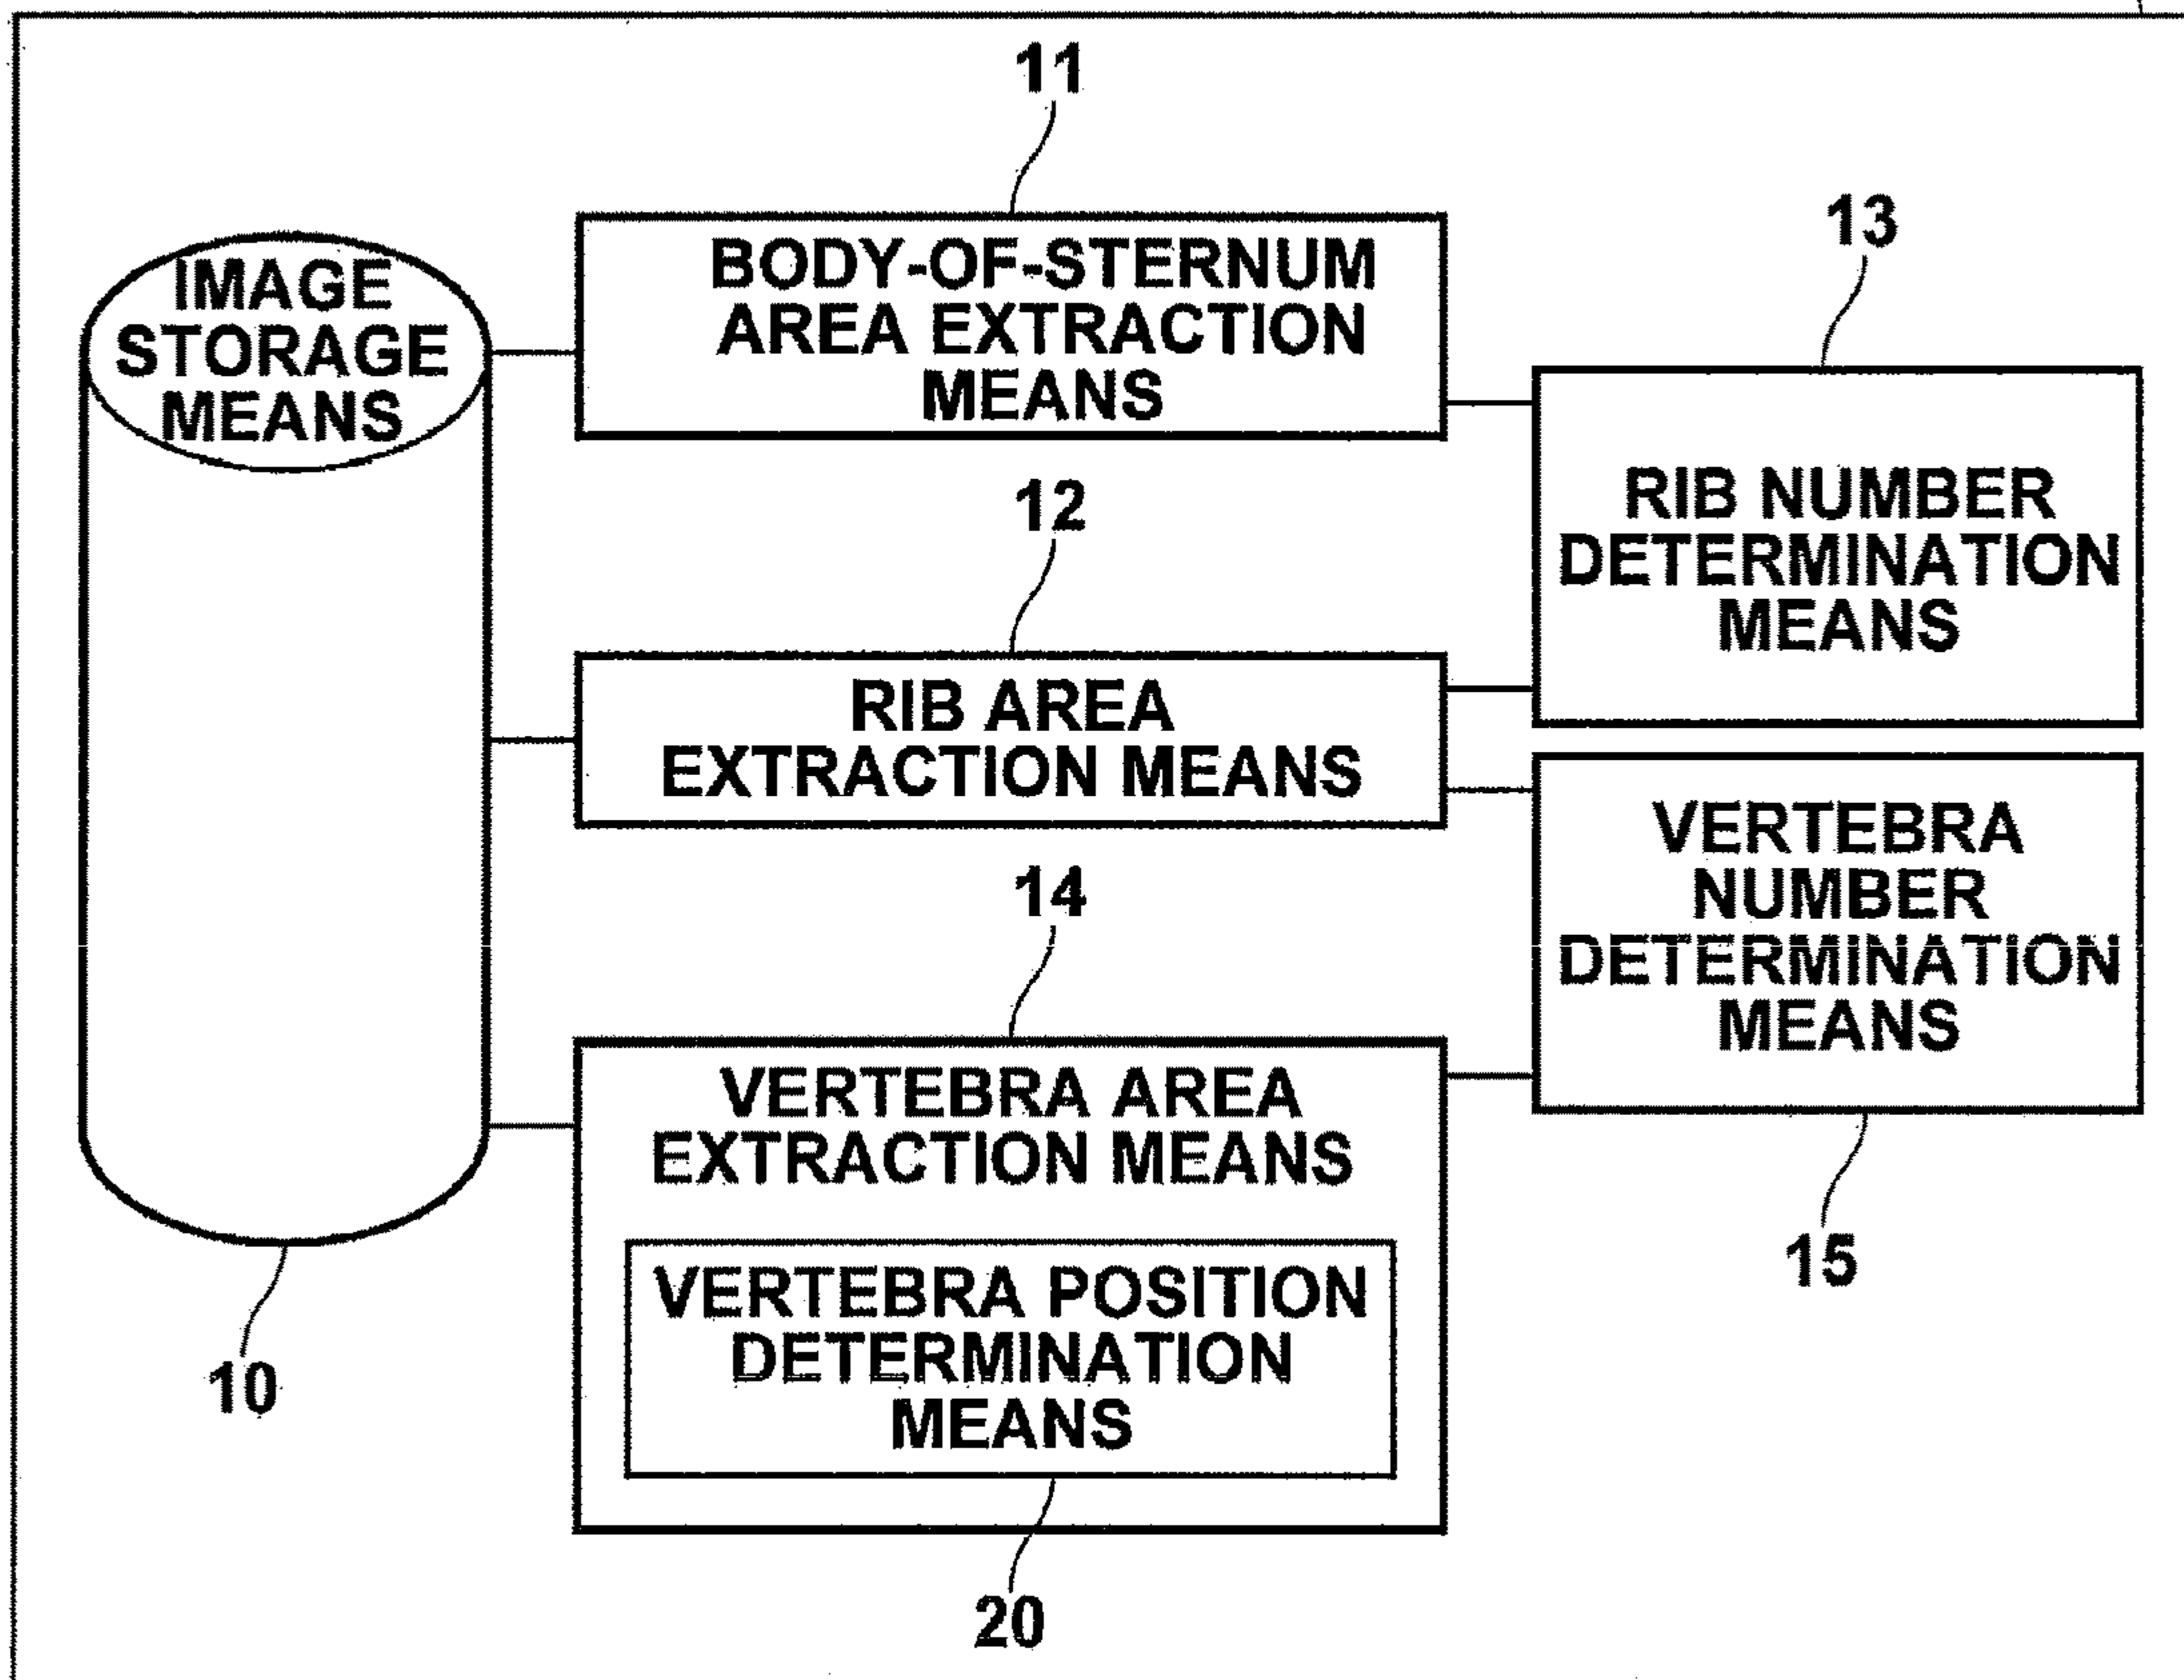 11
BODY-OF-STERNUM
AREA EXTRACTION
MEANS
13
IMAGE
STORAGE
MEANS
RIB NUMBER
DETERMINATION
MEANS
12
RIB AREA
EXTRACTION MEANS
VERTEBRA
NUMBER
DETERMINATION
MEANS
14
VERTEBRA AREA
EXTRACTION MEANS
15
VERTEBRA POSITION
DETERMINATION
MEANS
10
20